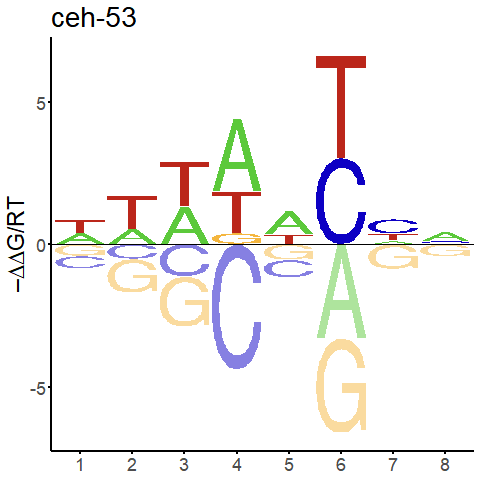 ceh-53
−ΔΔG/RT
5
0
-5
T A G C
T A C G
T A C G
A T G C
A T G C
T C A G
C T A G
A C G
1 2 3 4 5 6 7 8